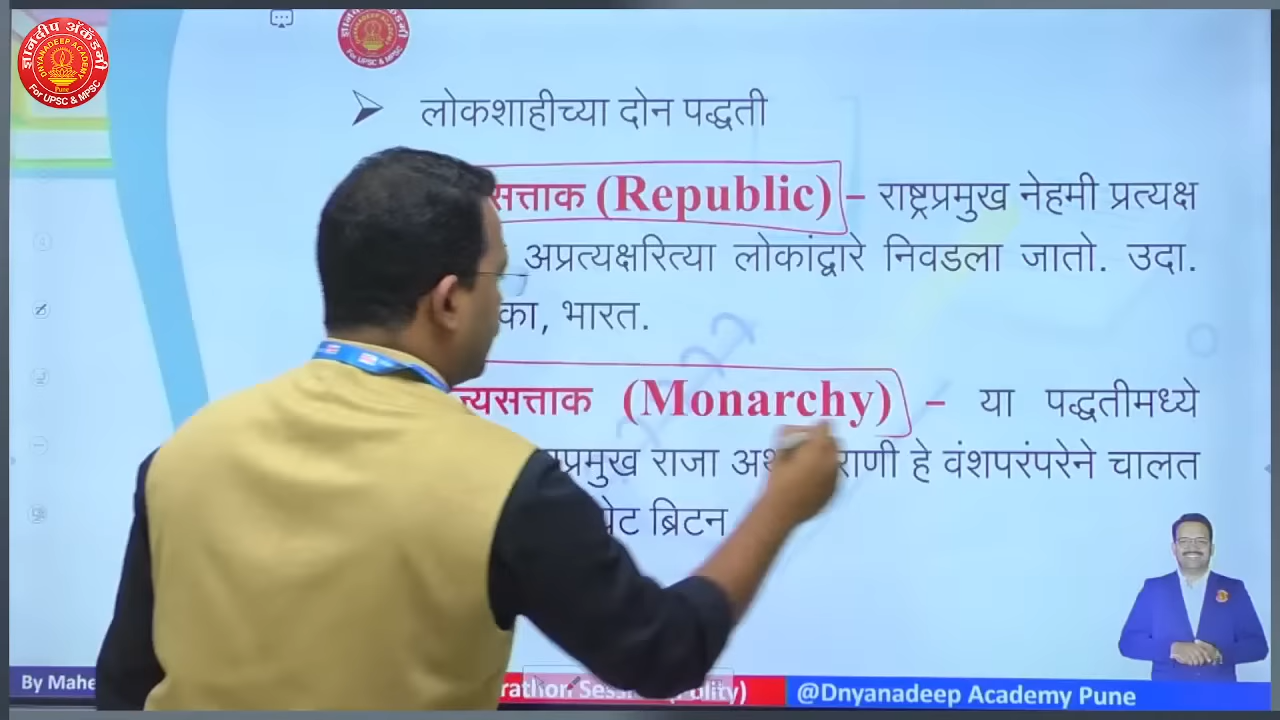 ज्ञानदीप अ‍ॅकॅडमी
DNYANADEEP ACADEMY
Pune
For UPSC & MPSC
लोकशाहीच्या दोन पद्धती
सत्ताक (Republic) – राष्ट्रप्रमुख नेहमी प्रत्यक्ष
अप्रत्यक्षरित्या लोकांद्वारे निवडला जातो. उदा.
का, भारत.
ज्यसत्ताक (Monarchy) – या पद्धतीमध्ये
प्रमुख राजा राणी हे वंशपरंपरेने चालत
ब्रिटन
By Mahe
@Dnyanadeep Academy Pune